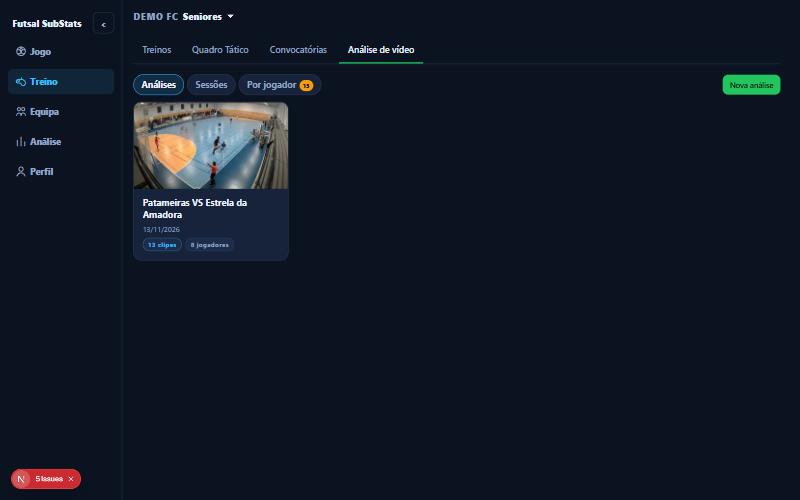 Futsal SubStats
Jogo
Treino
Equipa
Análise
Perfil
DEMO FC Seniores
Treinos
Quadro Tático
Convocatórias
Análise de vídeo
Análises
Sessões
Por jogador 13
Nova análise
Patameiras VS Estrela da
Amadora
13/11/2026
13 clipes
8 jogadores
N 5 Issues ×